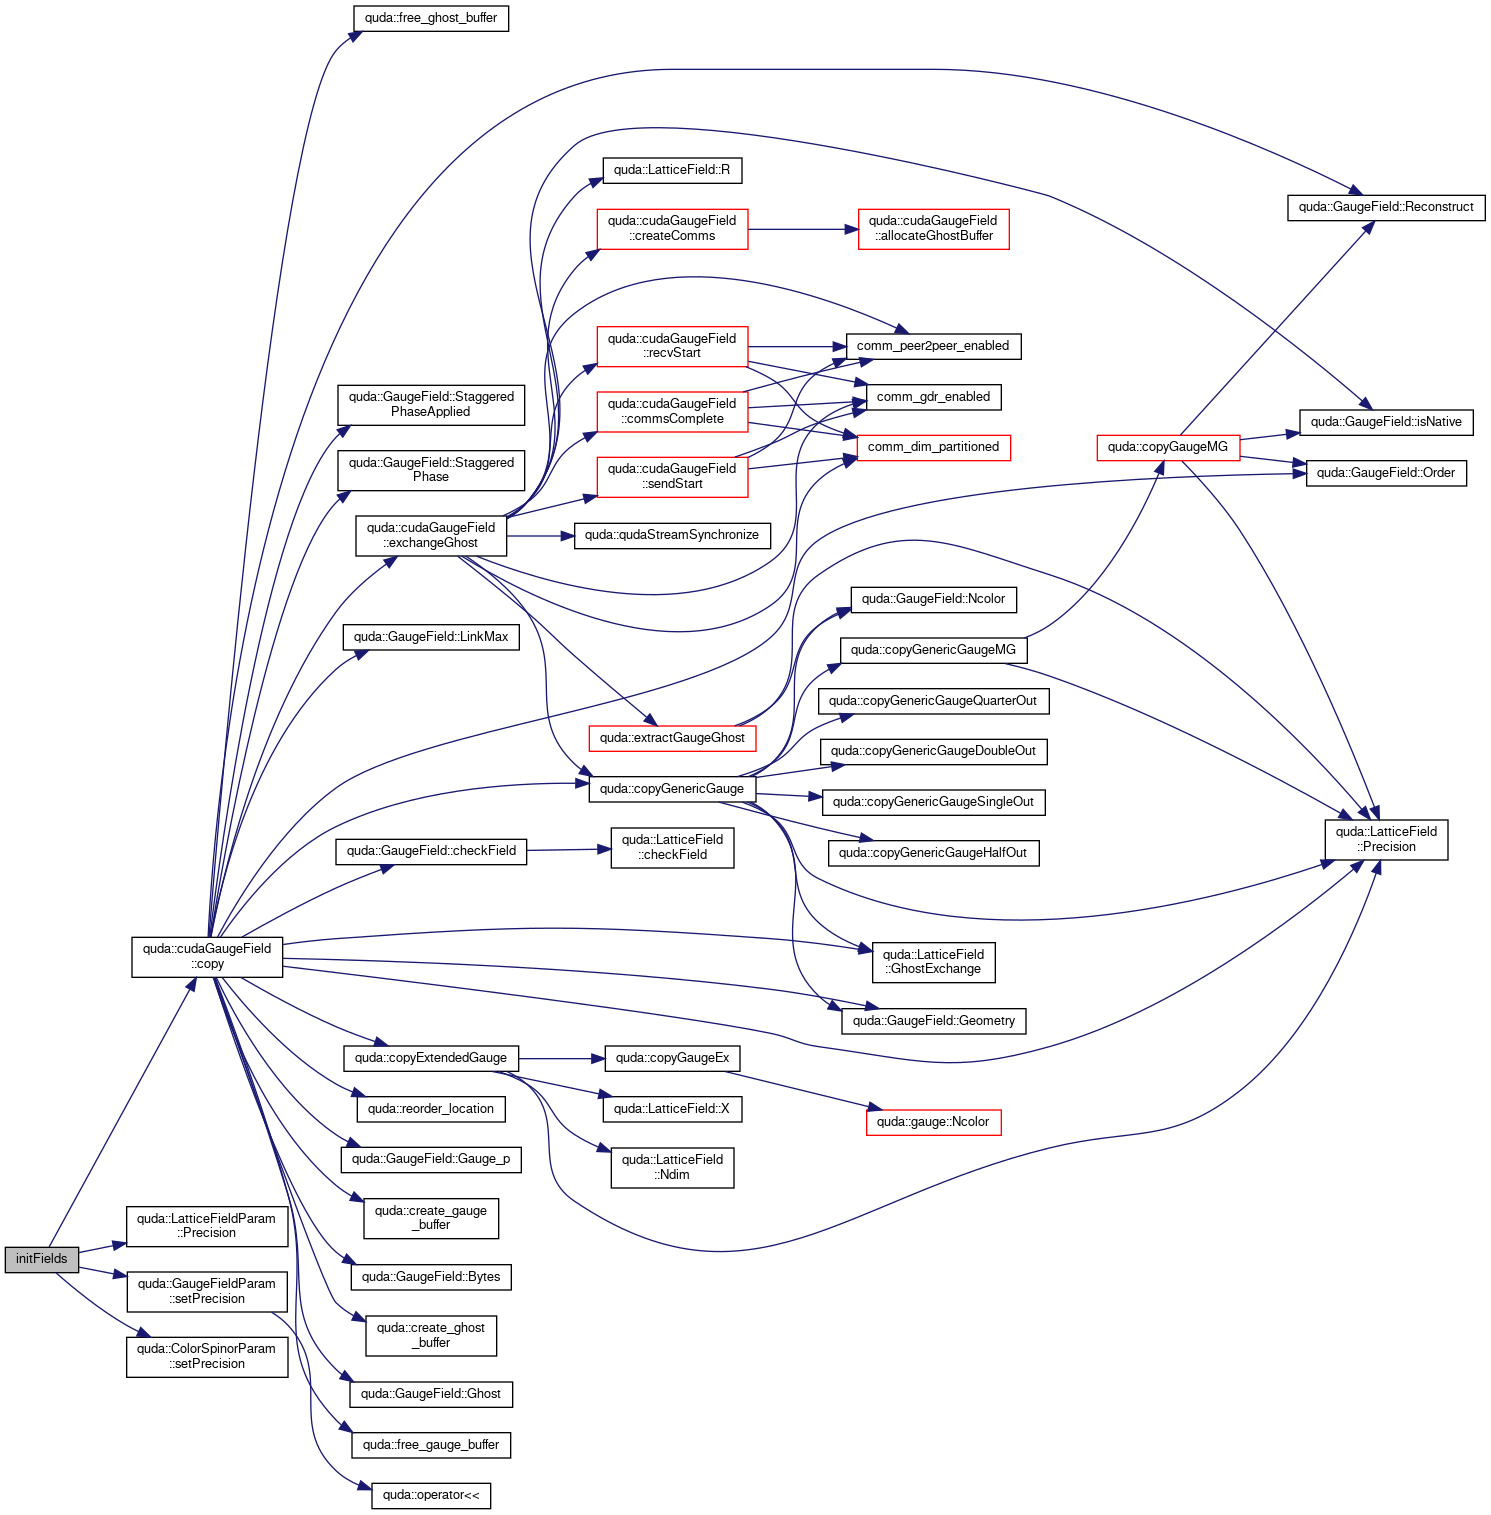 quda::free_ghost_buffer
quda::LatticeField::R
quda::GaugeField::Reconstruct
quda::cudaGaugeField
::createComms
quda::cudaGaugeField
::allocateGhostBuffer
quda::cudaGaugeField
::recvStart
comm_peer2peer_enabled
quda::GaugeField::Staggered
PhaseApplied
quda::cudaGaugeField
::commsComplete
comm_gdr_enabled
quda::GaugeField::isNative
quda::copyGaugeMG
comm_dim_partitioned
quda::GaugeField::Staggered
Phase
quda::cudaGaugeField
::sendStart
quda::GaugeField::Order
quda::cudaGaugeField
::exchangeGhost
quda::qudaStreamSynchronize
quda::GaugeField::Ncolor
quda::GaugeField::LinkMax
quda::copyGenericGaugeMG
quda::copyGenericGaugeQuarterOut
quda::extractGaugeGhost
quda::copyGenericGaugeDoubleOut
quda::copyGenericGauge
quda::copyGenericGaugeSingleOut
quda::LatticeField
::Precision
quda::GaugeField::checkField
quda::LatticeField
::checkField
quda::copyGenericGaugeHalfOut
quda::cudaGaugeField
::copy
quda::LatticeField
::GhostExchange
quda::GaugeField::Geometry
quda::copyExtendedGauge
quda::copyGaugeEx
quda::reorder_location
quda::LatticeField::X
quda::gauge::Ncolor
quda::GaugeField::Gauge_p
quda::LatticeField
::Ndim
quda::create_gauge
_buffer
quda::LatticeFieldParam
::Precision
initFields
quda::GaugeField::Bytes
quda::GaugeFieldParam
::setPrecision
quda::create_ghost
_buffer
quda::ColorSpinorParam
::setPrecision
quda::GaugeField::Ghost
quda::free_gauge_buffer
quda::operator<<